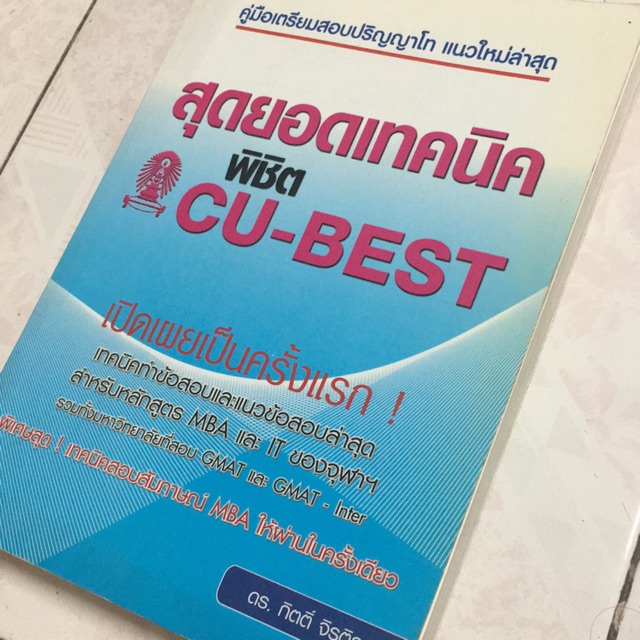 คู่มือเตรียมสอบปริญญาโท แนวใหม่ล่าสุด
สุดยอดเทคนิค
พิชิต
CU-BEST
เปิดเผยเป็นครั้งแรก !
เทคนิคทำข้อสอบและแนวข้อสอบล่าสุด
สำหรับหลักสูตร MBA และ IT ของจุฬาฯ
รวมทั้งมหาวิทยาลัยที่สอบ GMAT และ GMAT - Inter
พิเศษสุด ! เทคนิคสอบสัมภาษณ์ MBA ให้ผ่านในครั้งเดียว
ดร. กิตติ์